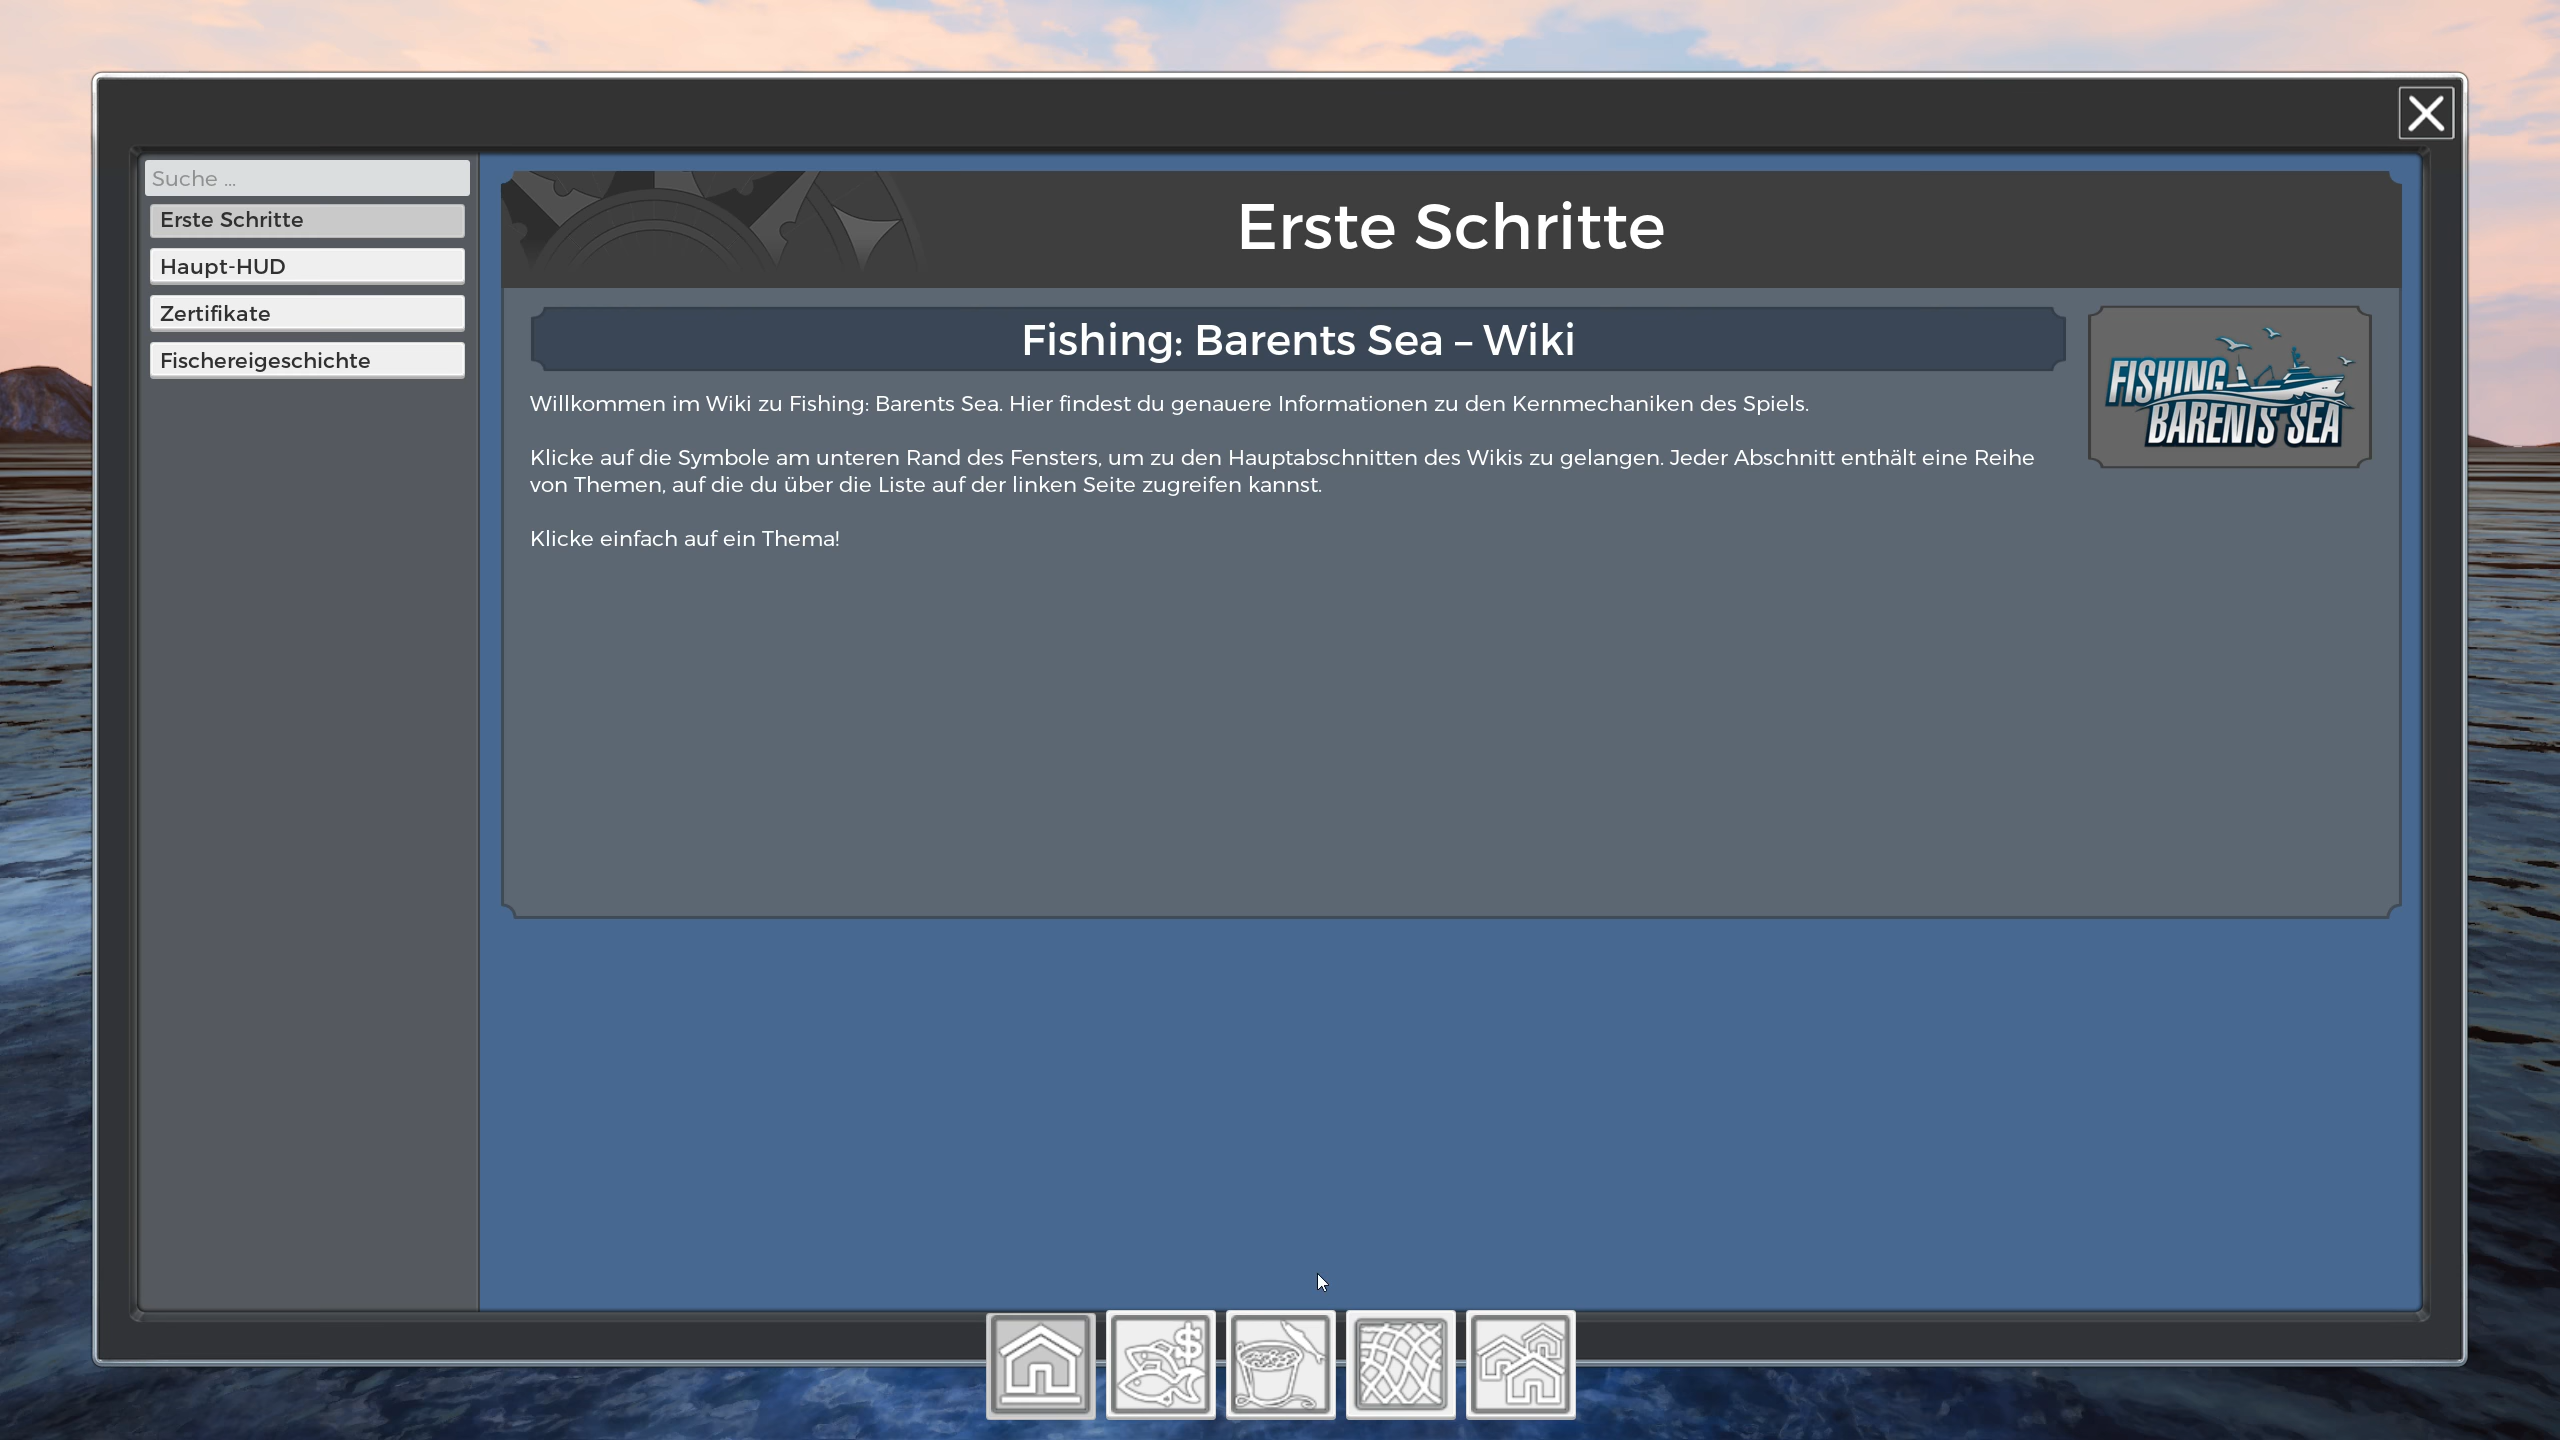 Suche ...
Erste Schritte
Haupt-HUD
Zertifikate
Fischereigeschichte
Erste Schritte
Fishing: Barents Sea – Wiki
FISHING
BARENTS SEA
Willkommen im Wiki zu Fishing: Barents Sea. Hier findest du genauere Informationen zu den Kernmechaniken des Spiels.
Klicke auf die Symbole am unteren Rand des Fensters, um zu den Hauptabschnitten des Wikis zu gelangen. Jeder Abschnitt enthält eine Reihe
von Themen, auf die du über die Liste auf der linken Seite zugreifen kannst.
Klicke einfach auf ein Thema!
$